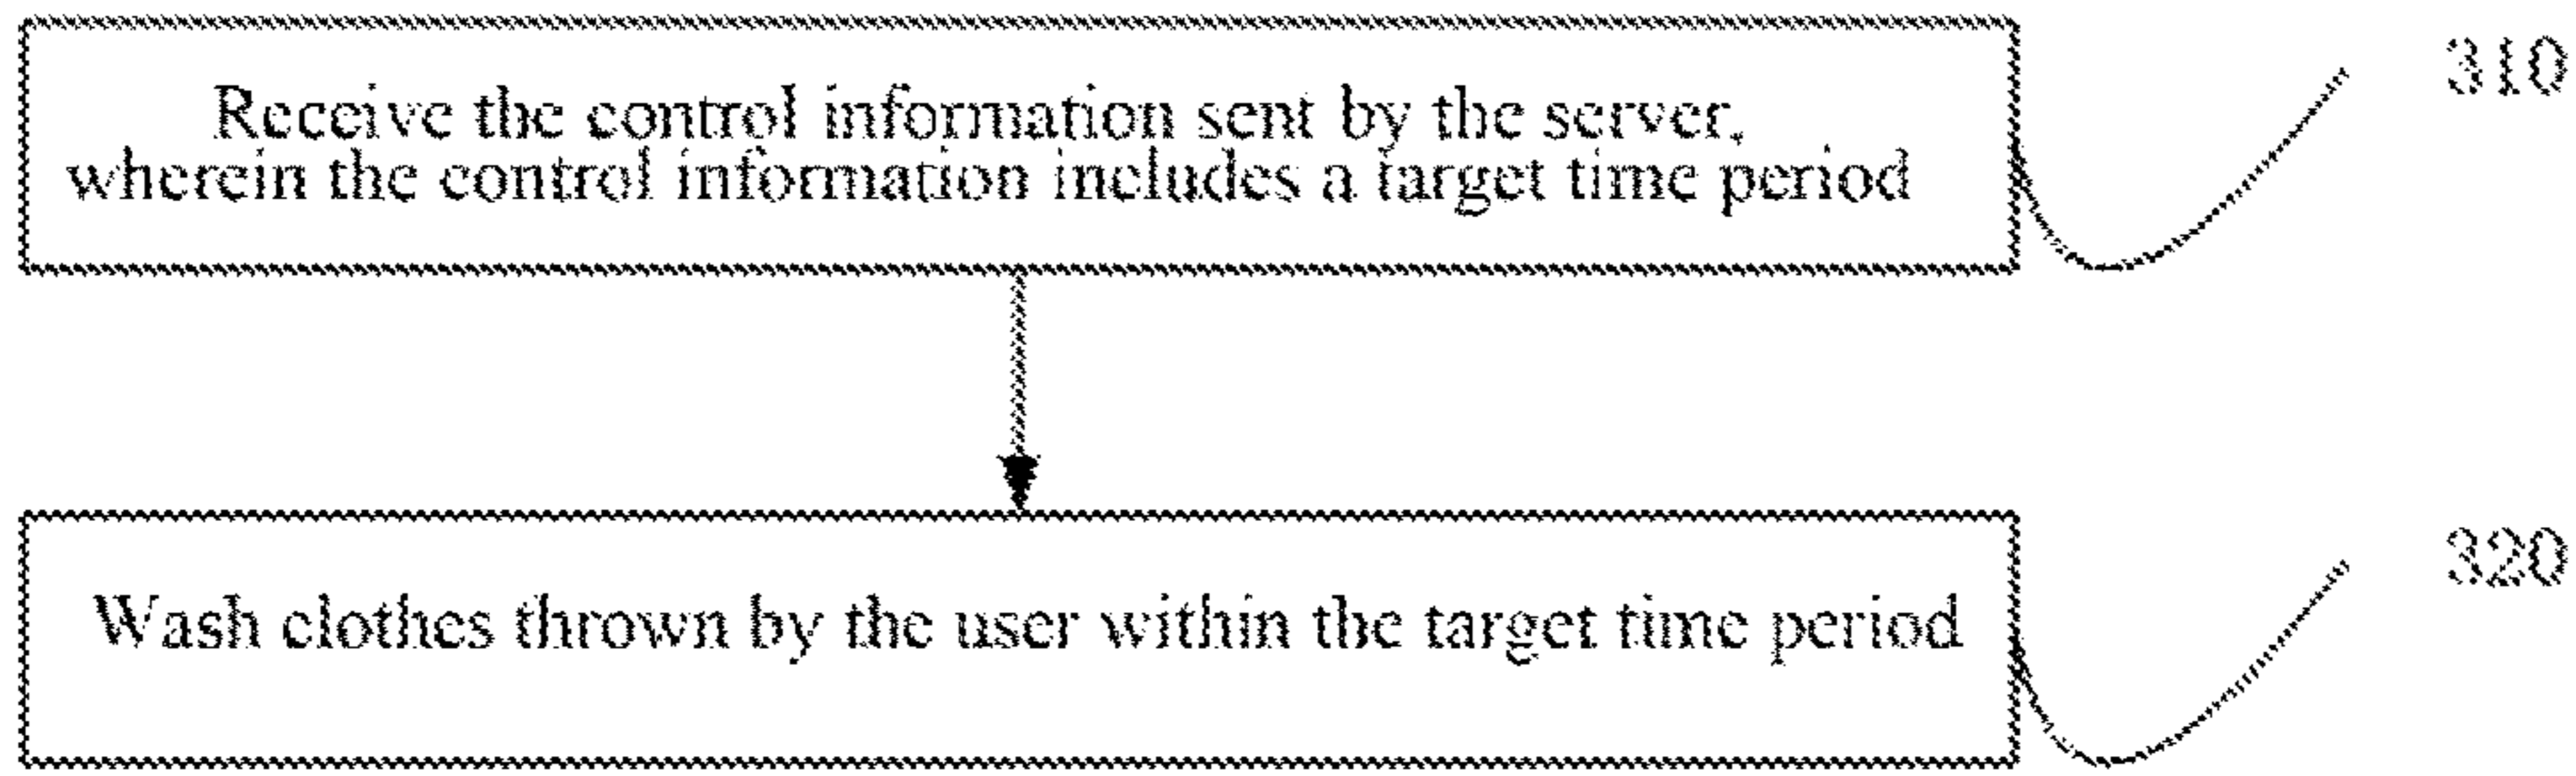 Receive the control information sent by the server,
wherein the control information includes a target time period
310
Wash clothes thrown by the user within the target time period
320